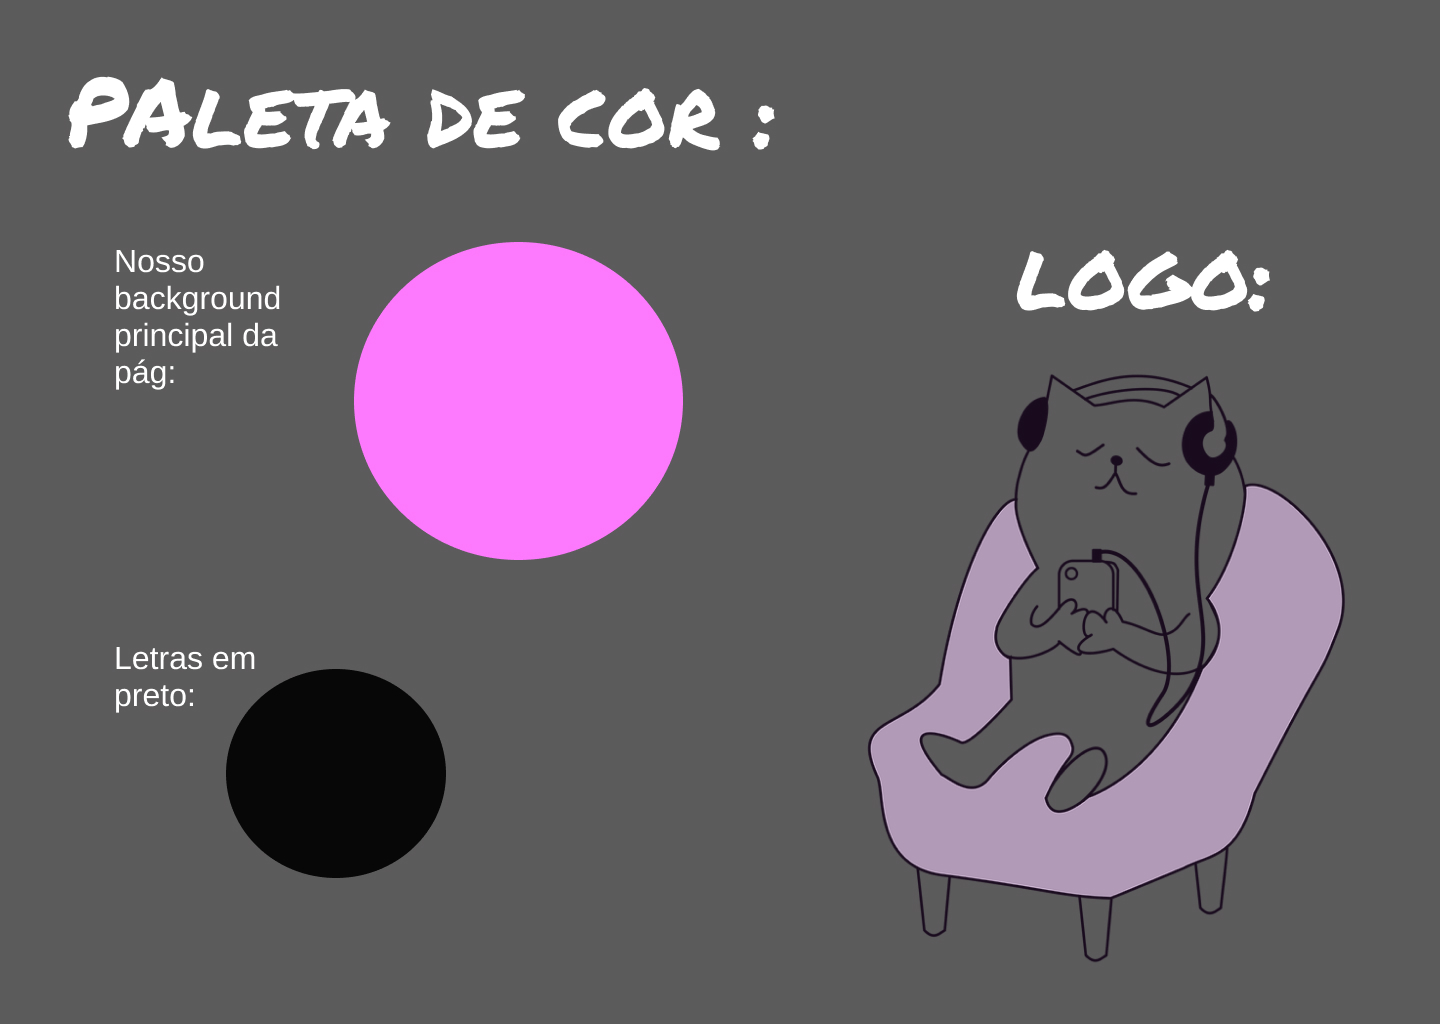 PALETA DE COR :
Nosso
background
principal da
pág:
LOGO:
Letras em
preto: